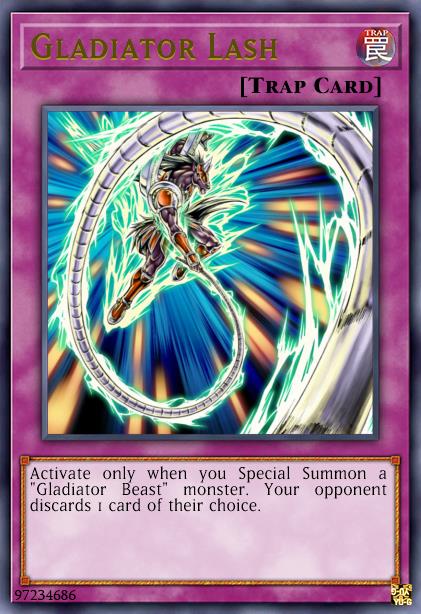 Gladiator Lash
TRAP
罠
[Trap Card]
Activate only when you Special Summon a
"Gladiator Beast" monster. Your opponent
discards 1 card of their choice.
97234686